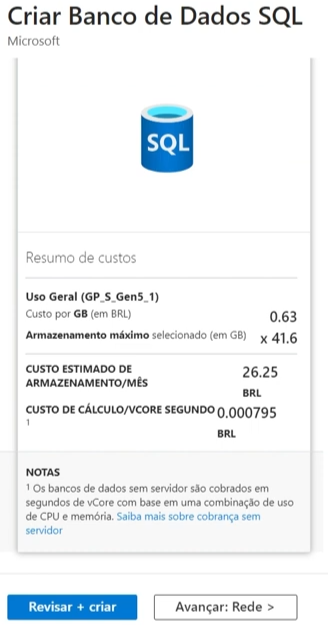 Criar Banco de Dados SQL
Microsoft
SQL
Resumo de custos
Uso Geral (GP_S_Gen5_1)
Custo por GB (em BRL) 0.63
Armazenamento máximo selecionado (em GB) x 41.6
CUSTO ESTIMADO DE 26.25
ARMAZENAMENTO/MÊS
BRL
CUSTO DE CÁLCULO/VCORE SEGUNDO 0.000795
1
BRL
NOTAS
1 Os bancos de dados sem servidor são cobrados em
segundos de vCore com base em uma combinação de uso
de CPU e memória. Saiba mais sobre cobrança sem
servidor
Revisar + criar Avançar: Rede >